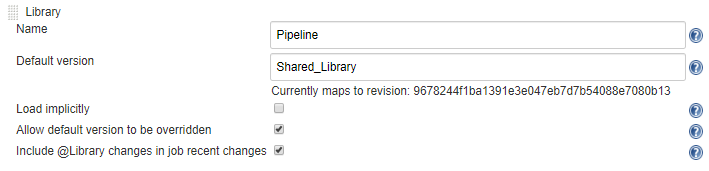 Library
Name
Pipeline
Default version
Shared_Library
Currently maps to revision: 9678244f1ba1391e3e047eb7d7b54088e7080b13
Load implicitly
Allow default version to be overridden
Include @Library changes in job recent changes